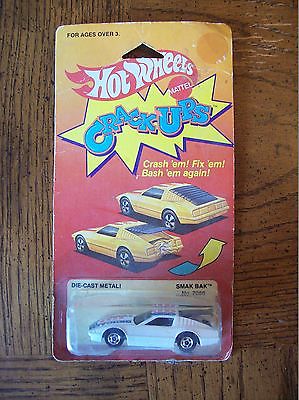 FOR AGES OVER 3.
Hot Wheels
MATTEL
CRACK-UPS
Crash 'em! Fix 'em!
Bash 'em again!
DIE-CAST METAL!
SMAK BAK™